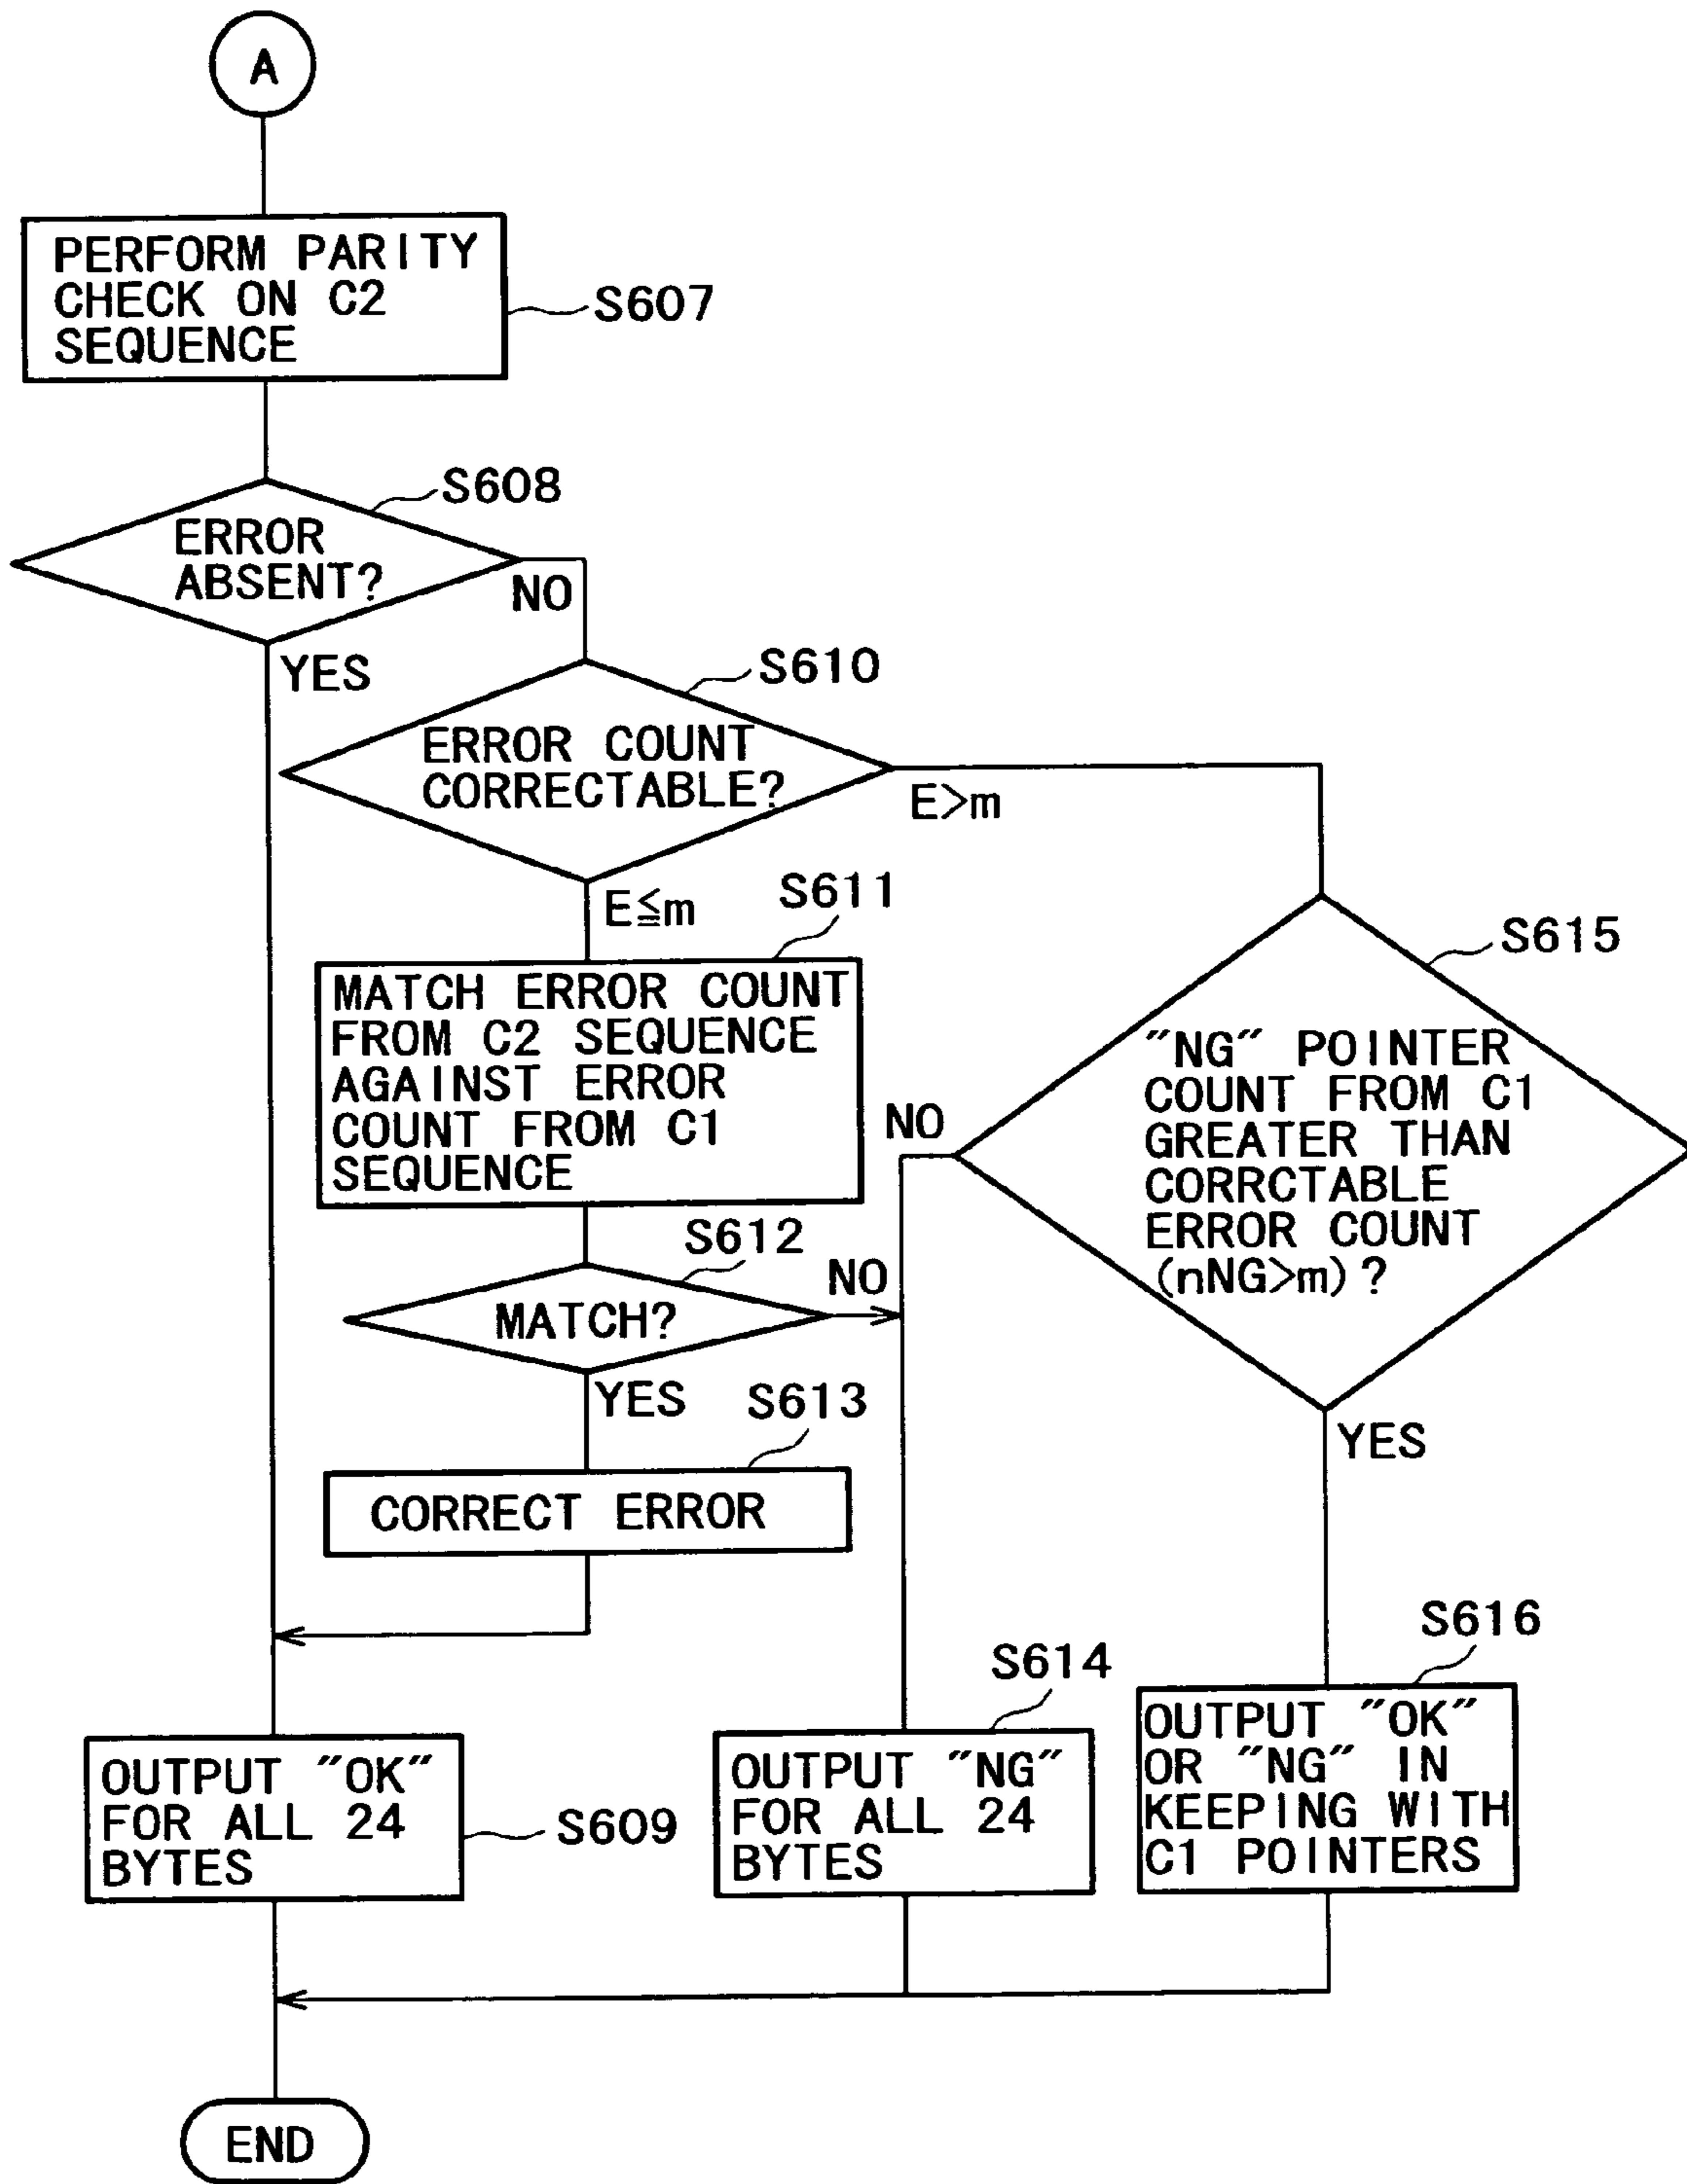 A
PERFORM PARITY
CHECK ON C2
SEQUENCE
S607
S608
ERROR
ABSENT?
NO
YES
S610
ERROR COUNT
CORRECTABLE?
E>m
E≦m
S611
MATCH ERROR COUNT
FROM C2 SEQUENCE
AGAINST ERROR
COUNT FROM C1
SEQUENCE
S615
"NG" POINTER
COUNT FROM C1
GREATER THAN
CORRCTABLE
ERROR COUNT
(nNG>m)?
NO
YES
S612
MATCH?
NO
YES
S613
CORRECT ERROR
OUTPUT "OK"
FOR ALL 24
BYTES
S609
S614
OUTPUT "NG"
FOR ALL 24
BYTES
S616
OUTPUT "OK"
OR "NG" IN
KEEPING WITH
C1 POINTERS
END